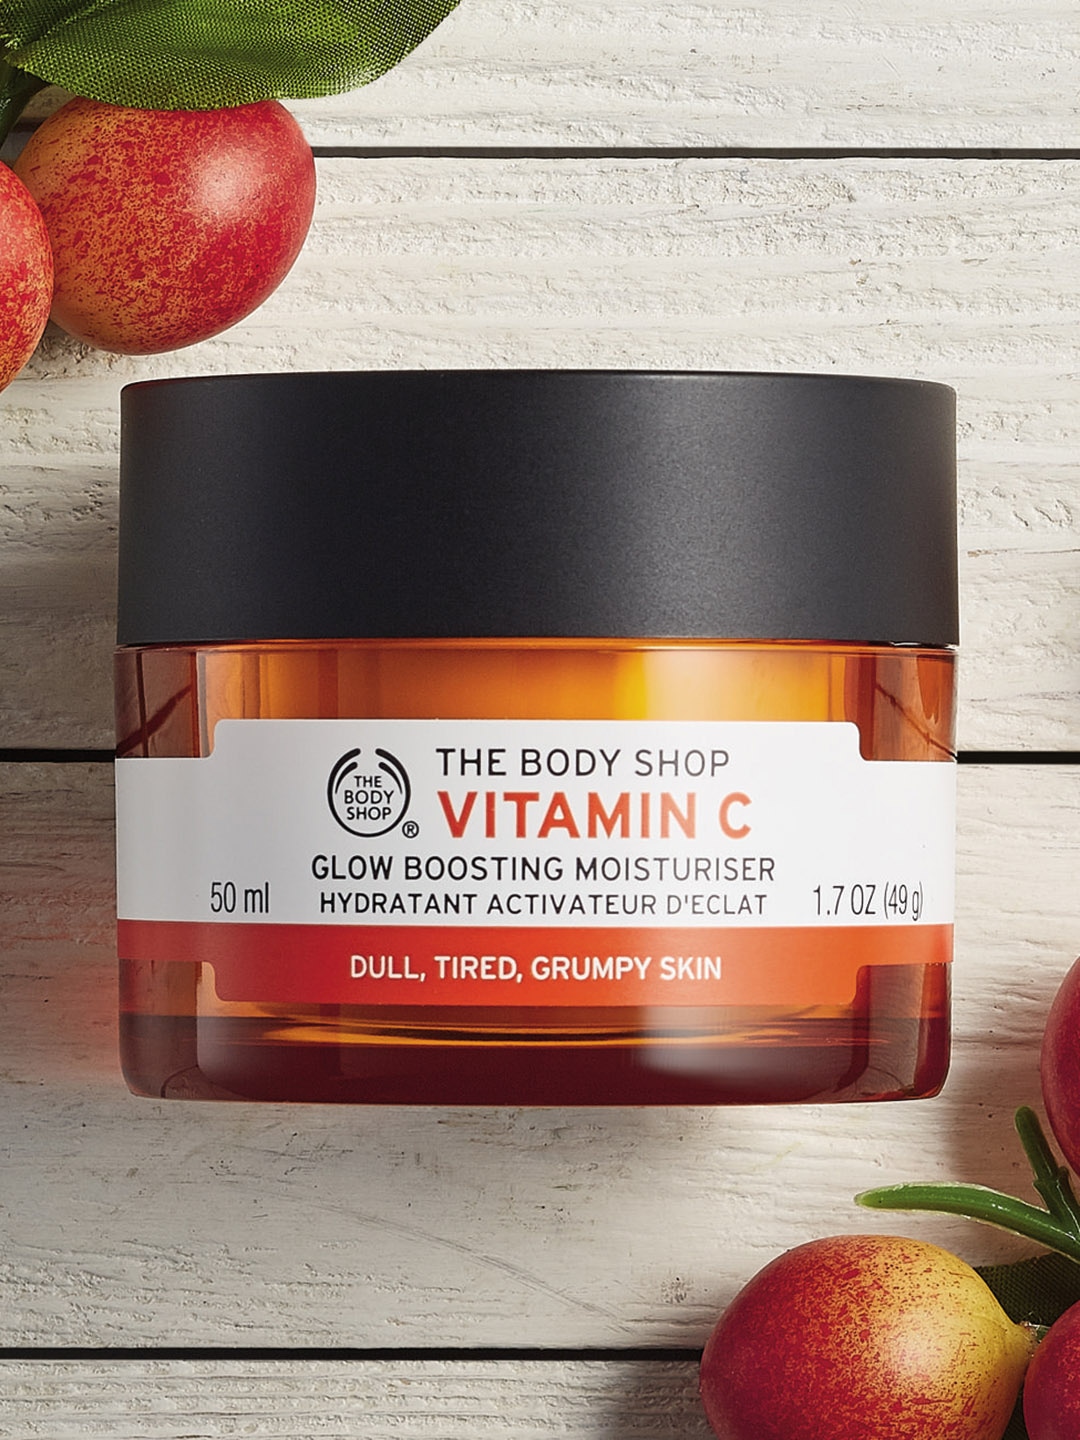 THE
BODY
SHOP
®
THE BODY SHOP
VITAMIN C
GLOW BOOSTING MOISTURISER
HYDRATANT ACTIVATEUR D'ECLAT
50 ml
1.7 OZ (49 g)
DULL, TIRED, GRUMPY SKIN